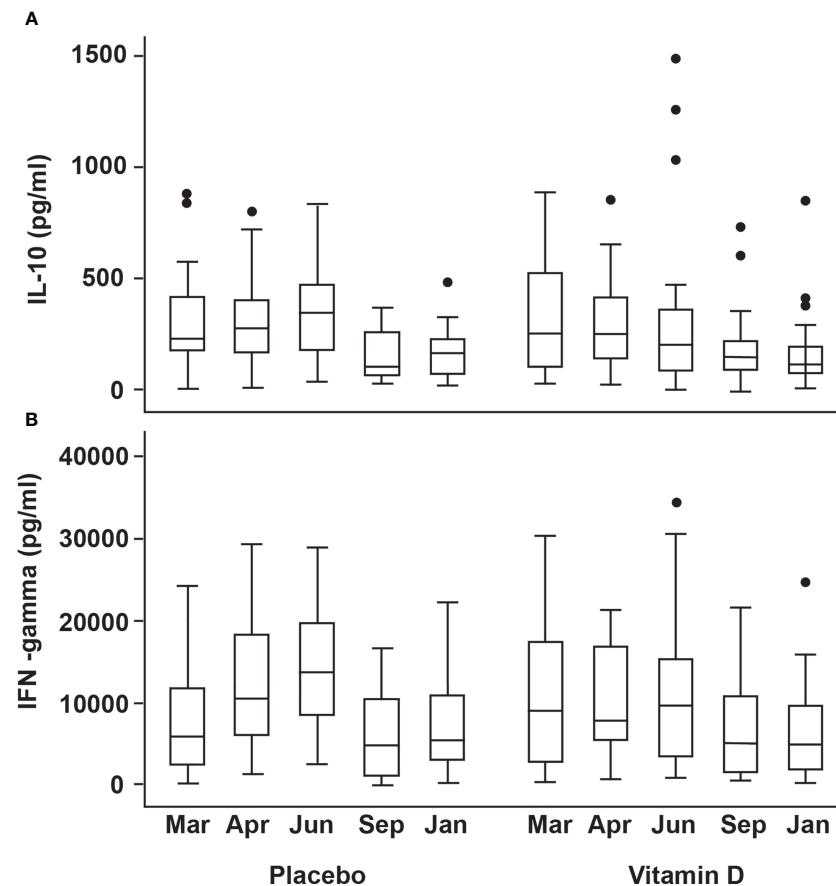 A
IL-10 (pg/ml)
1500
1000
500
0
B
IFN -gamma (pg/ml)
40000
30000
20000
10000
0
Mar Apr Jun Sep Jan Mar Apr Jun Sep Jan
Placebo Vitamin D